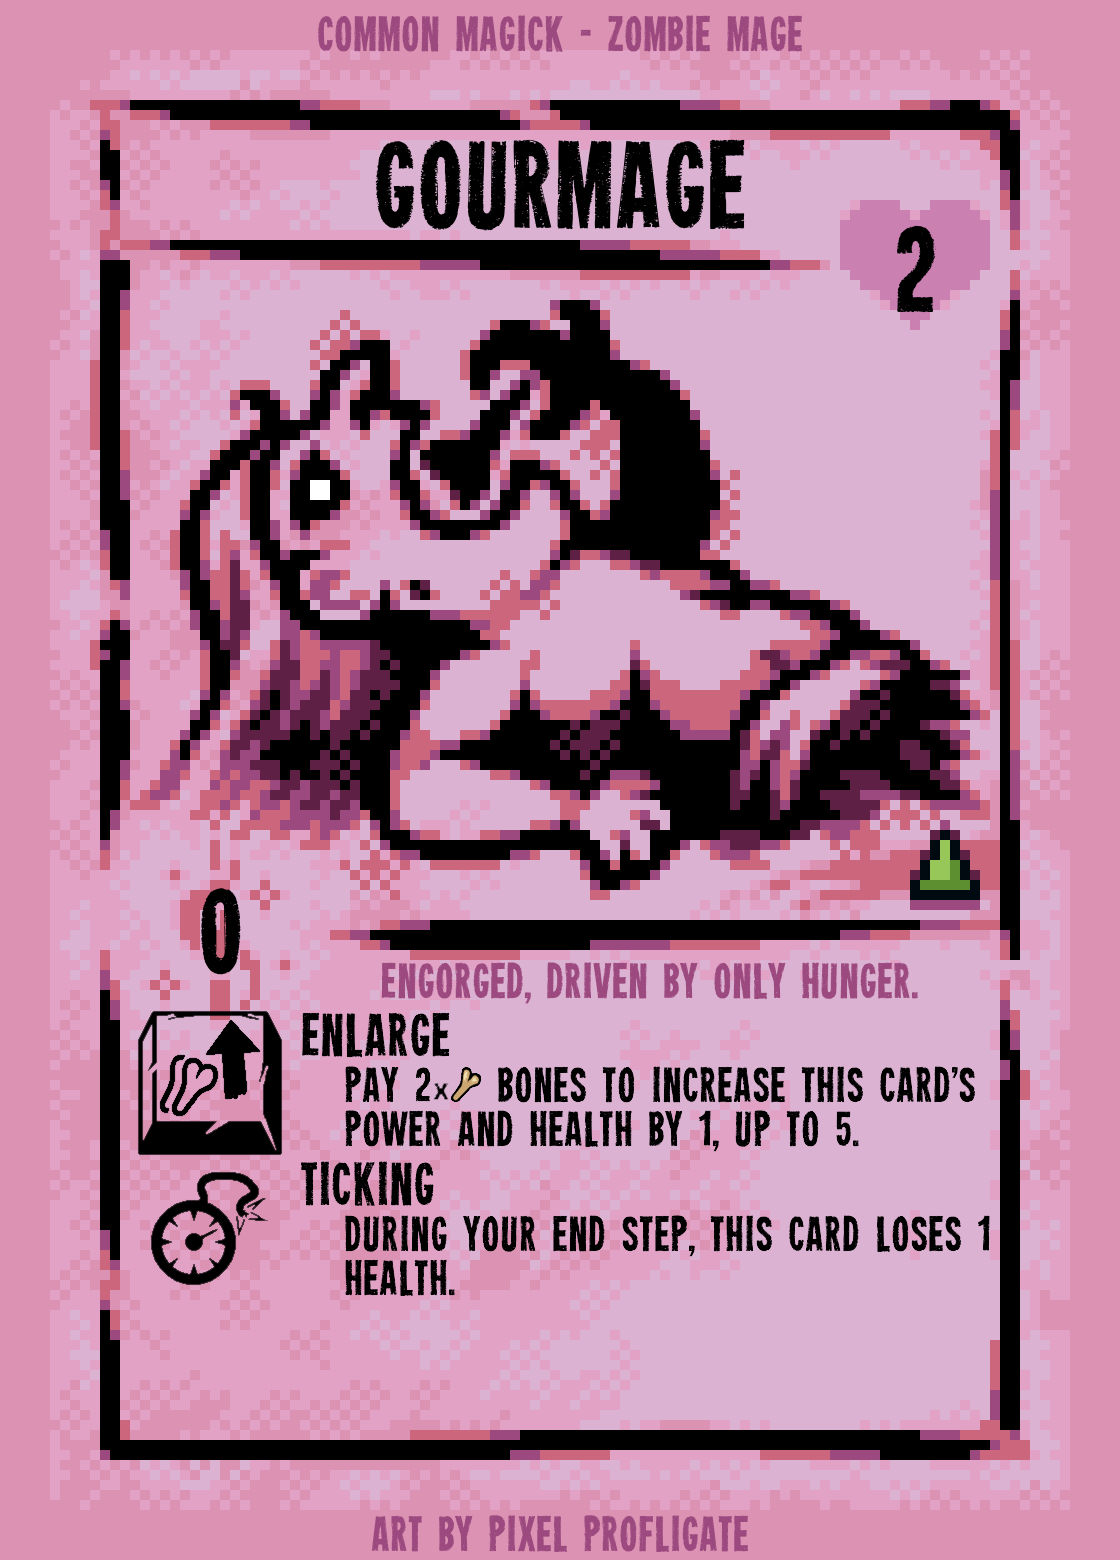 COMMON MAGICK - ZOMBIE MAGE
GOURMAGE
2
0
ENGORGED, DRIVEN BY ONLY HUNGER.
ENLARGE
PAY 2x BONES TO INCREASE THIS CARD'S
POWER AND HEALTH BY 1, UP TO 5.
TICKING
DURING YOUR END STEP, THIS CARD LOSES 1
HEALTH.
ART BY PIXEL PROFLIGATE